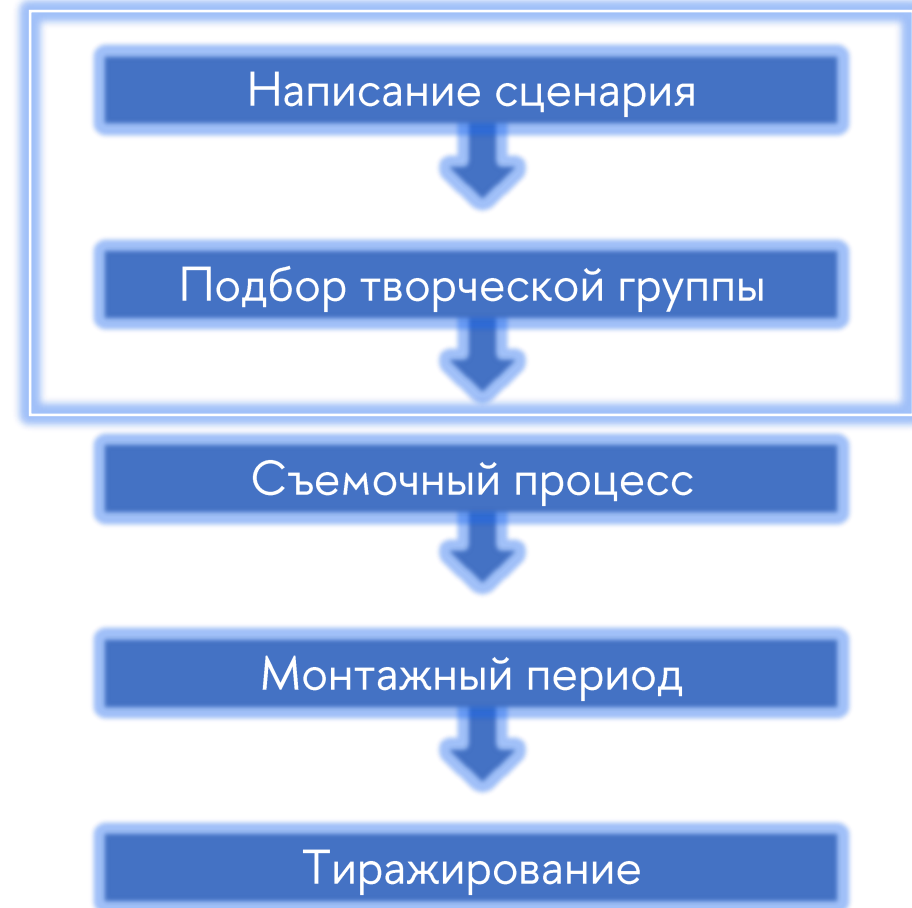 Написание сценария
Подбор творческой группы
Съемочный процесс
Монтажный период
Тиражирование